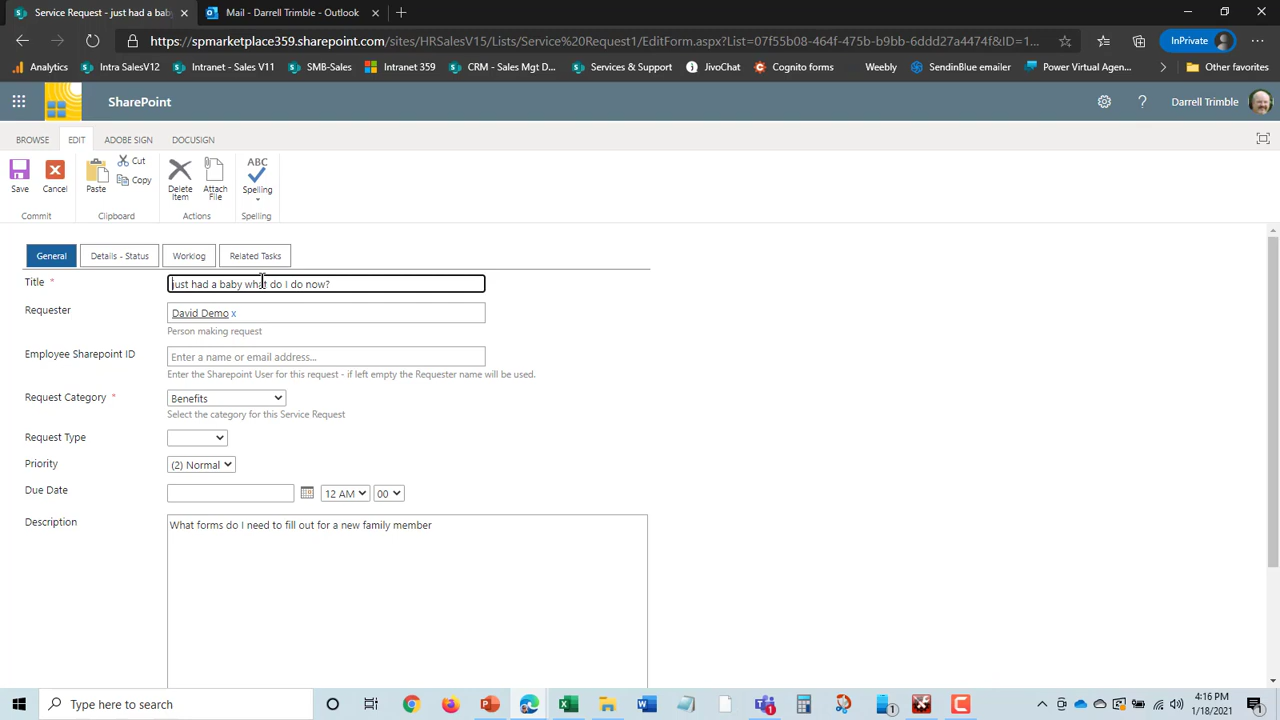 Service Request - just had a baby
Mail - Darrell Trimble - Outlook
https://spmarketplace359.sharepoint.com/sites/HRSalesV15/Lists/Service%20Request1/EditForm.aspx?List=07f55b08-464f-475b-b9bb-6ddd27a4474f&ID=1...
InPrivate
Analytics
Intra SalesV12
Intranet - Sales V11
SMB-Sales
Intranet 359
CRM - Sales Mgt D...
Services & Support
JivoChat
Cognito forms
Weebly
SendinBlue emailer
Power Virtual Agen...
Other favorites
SharePoint
Darrell Trimble
BROWSE
EDIT
ADOBE SIGN
DOCUSIGN
Save
Cancel
Paste
Cut
Copy
Delete Item
Attach File
ABC
Spelling
Commit
Clipboard
Actions
Spelling
General
Details - Status
Worklog
Related Tasks
Title *
just had a baby what do I do now?
Requester
David Demo x
Person making request
Employee Sharepoint ID
Enter a name or email address...
Enter the Sharepoint User for this request - if left empty the Requester name will be used.
Request Category *
Benefits
Select the category for this Service Request
Request Type
Priority
(2) Normal
Due Date
12 AM
00
Description
What forms do I need to fill out for a new family member
Type here to search
4:16 PM
1/18/2021